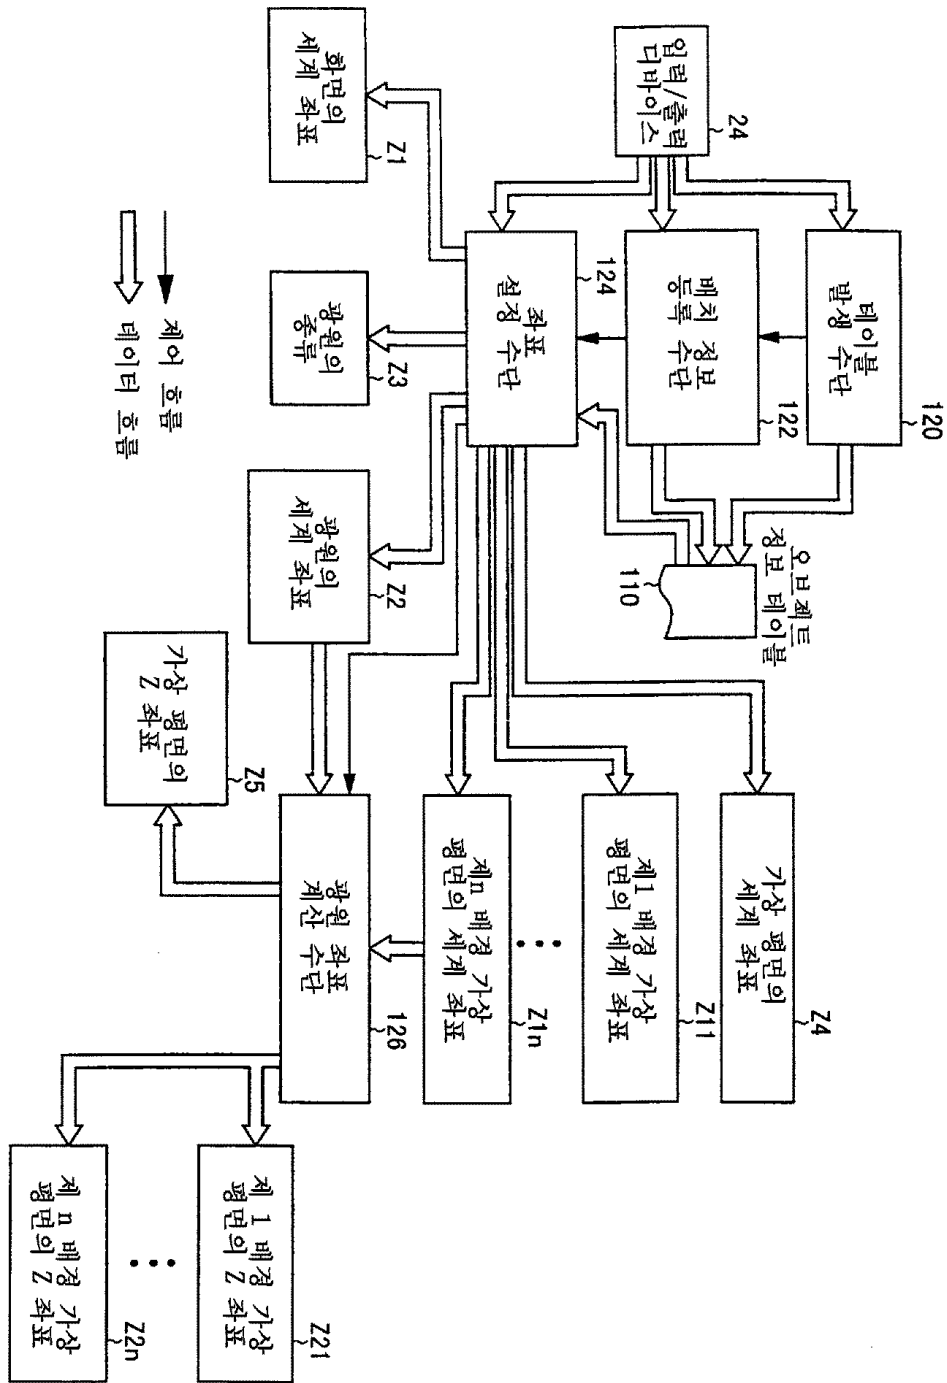 입력/출력
디바이스
24
테이블
발생 수단
120
배치 정보
등록 수단
122
좌표
설정 수단
124
오브젝트
정보 테이블
110
화면의
세계 좌표
Z1
광원의
종류
Z3
광원의
세계 좌표
Z2
가상 평면의
세계 좌표
Z4
제1 배경 가상
평면의 세계 좌표
Z11
제n 배경 가상
평면의 세계 좌표
Z1n
광원 좌표
계산 수단
126
가상 평면의
Z 좌표
Z5
제1 배경 가상
평면의 Z 좌표
Z21
제n 배경 가상
평면의 Z 좌표
Z2n
제어 흐름
데이터 흐름